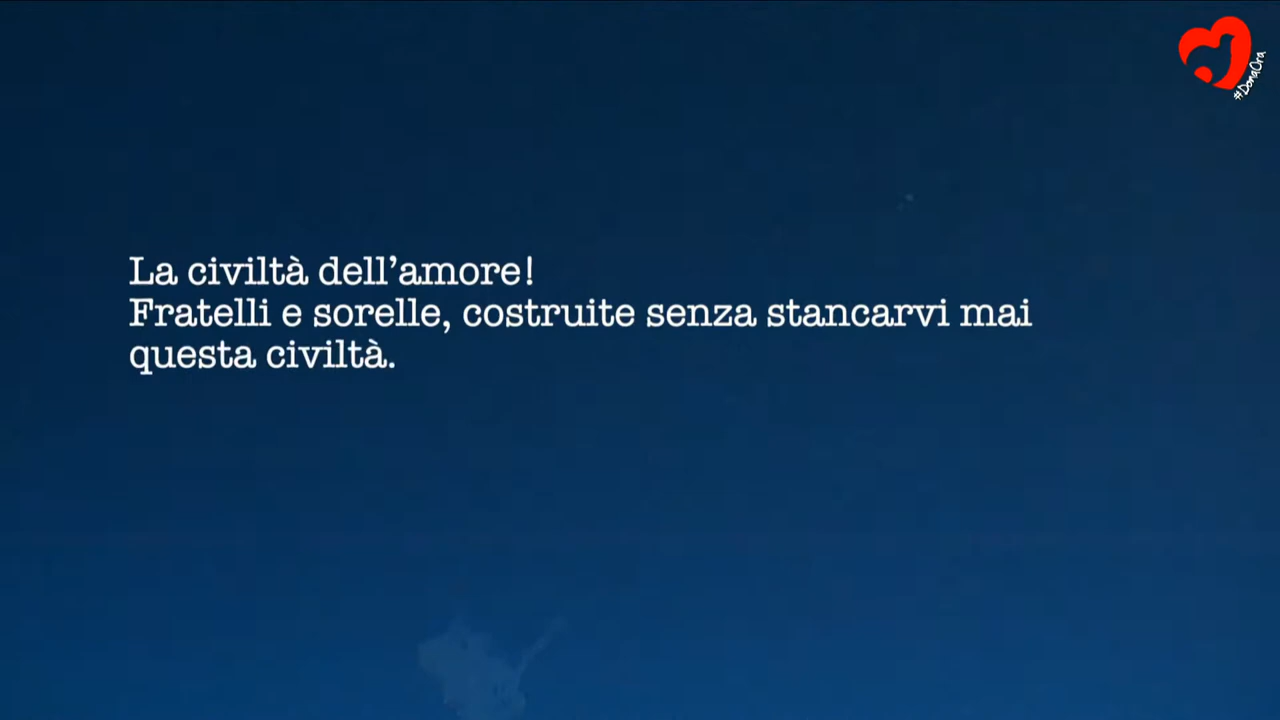 #DonaOra
La civiltà dell’amore!
Fratelli e sorelle, costruite senza stancarvi mai
questa civiltà.